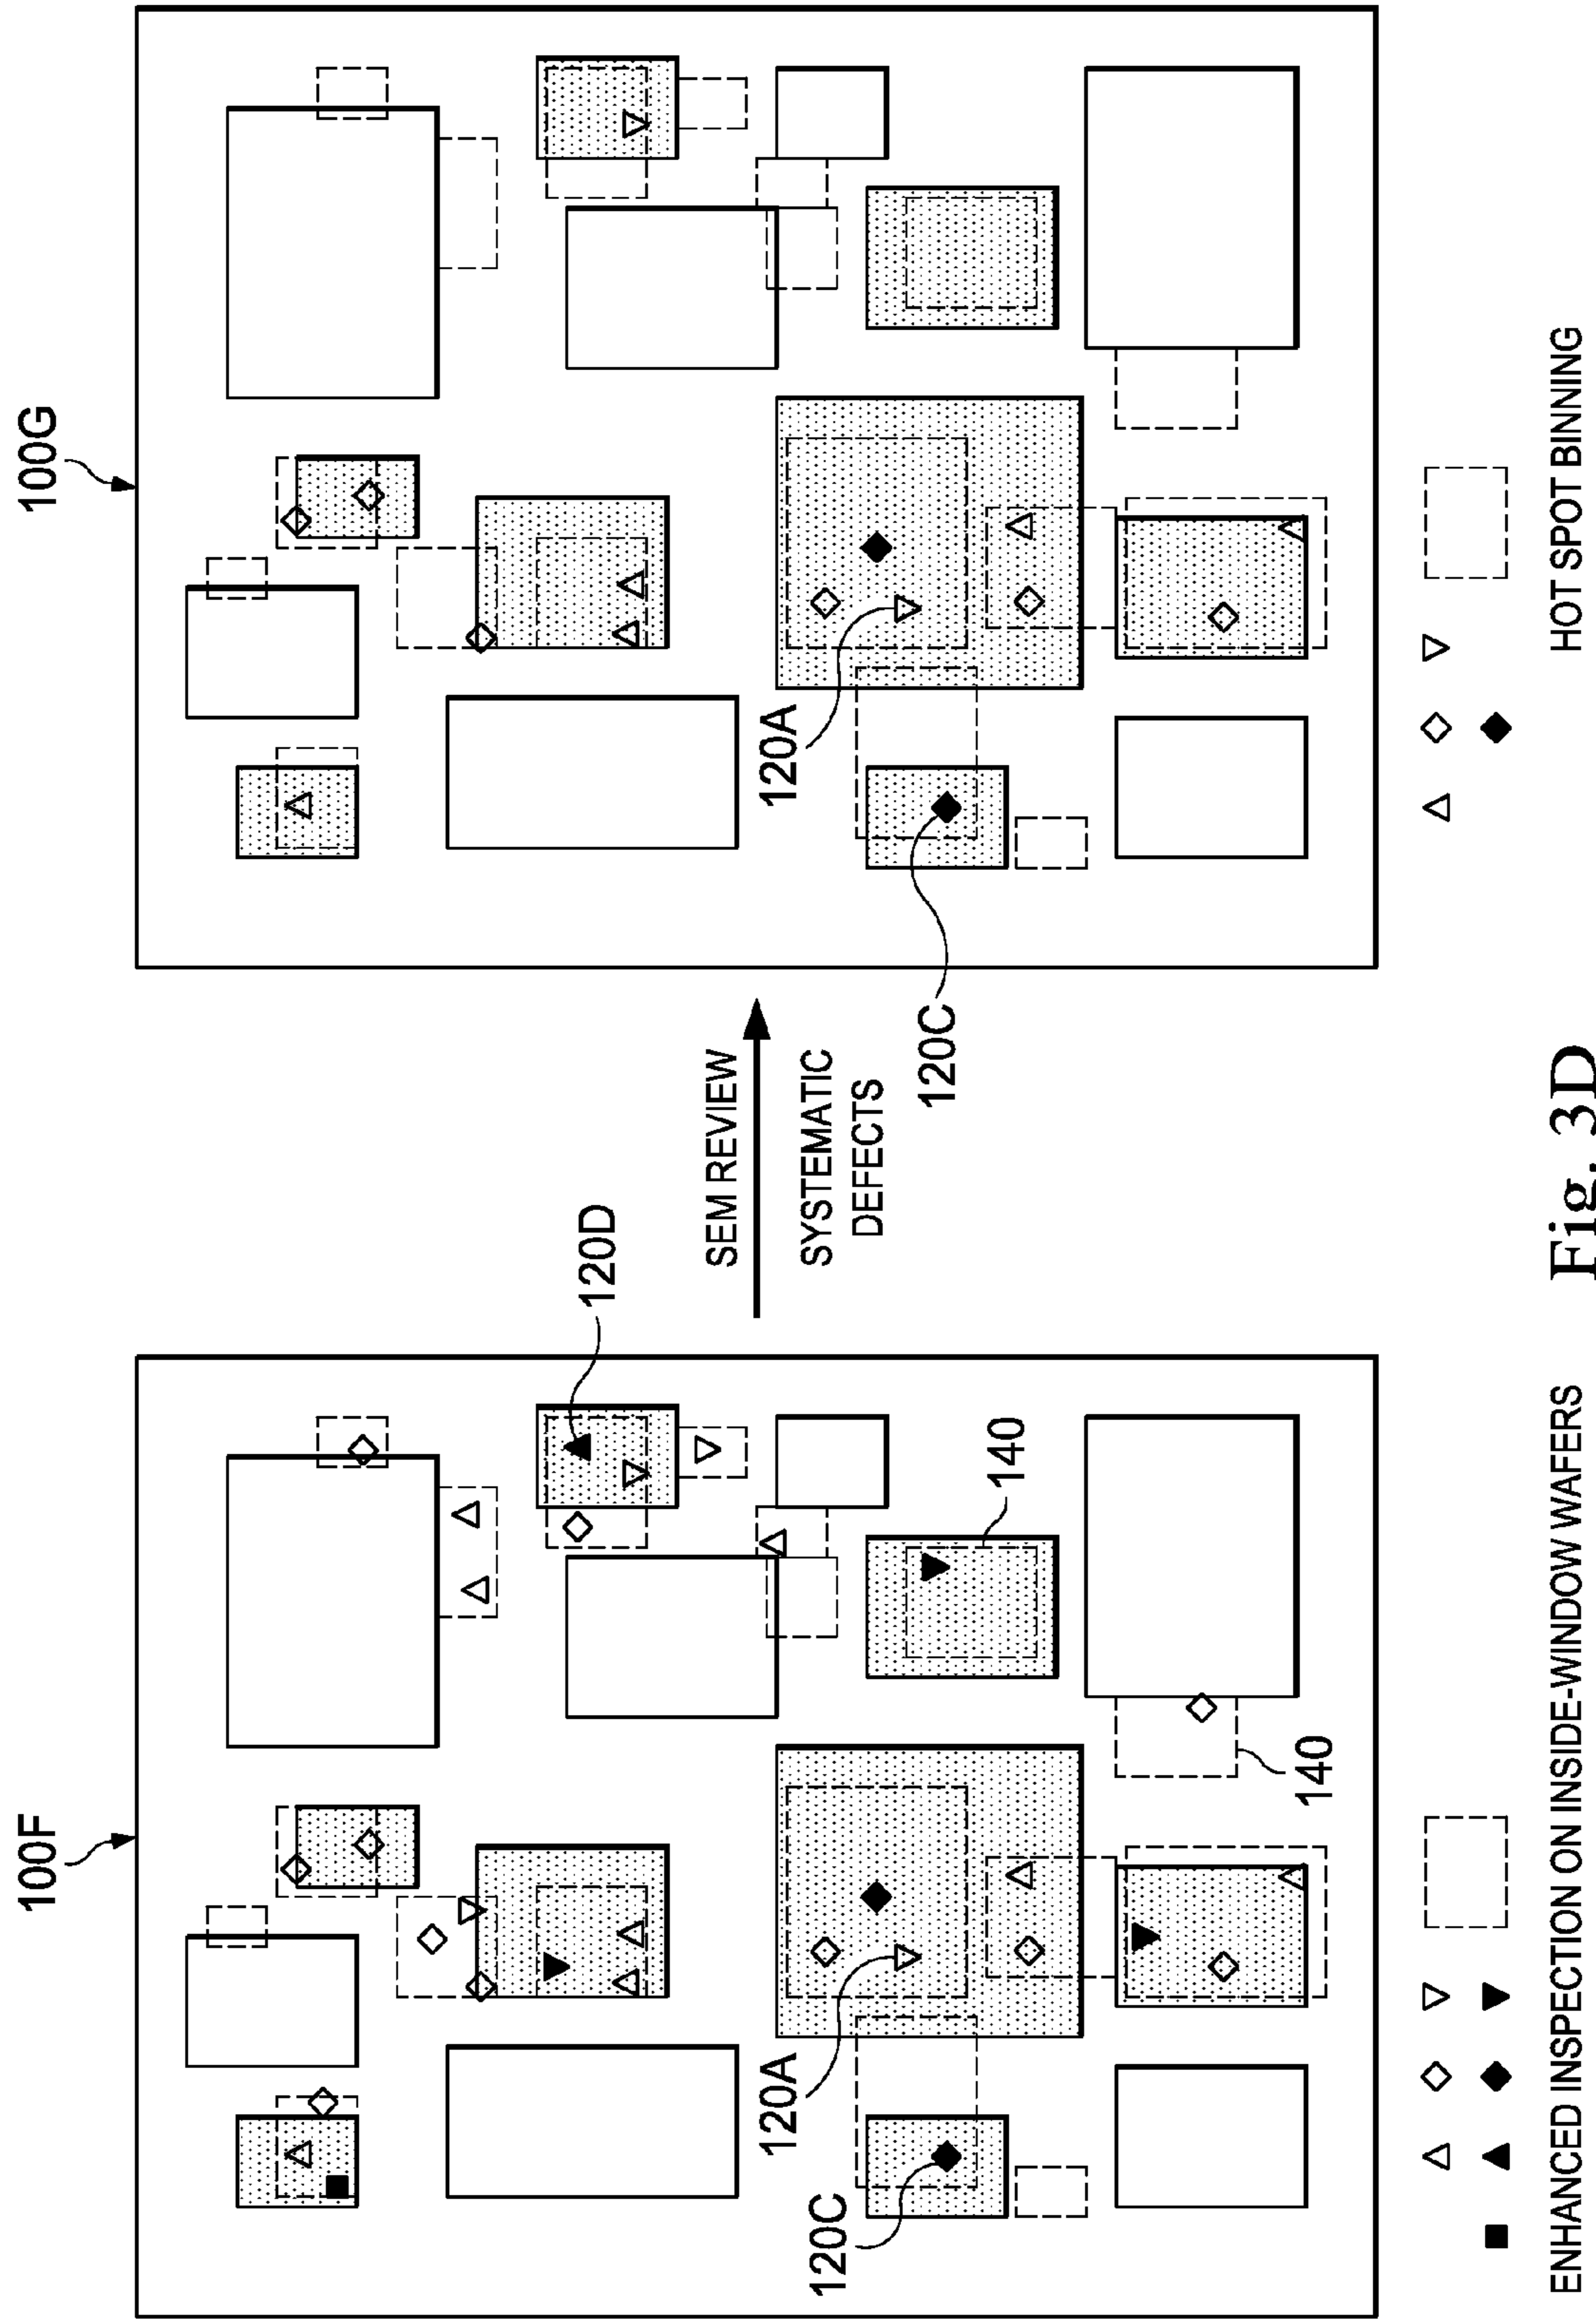 100F
120D
120A
120C
140
140
ENHANCED INSPECTION ON INSIDE-WINDOW WAFERS
SEM REVIEW
SYSTEMATIC
DEFECTS
100G
120A
120C
HOT SPOT BINNING
Fig. 3D